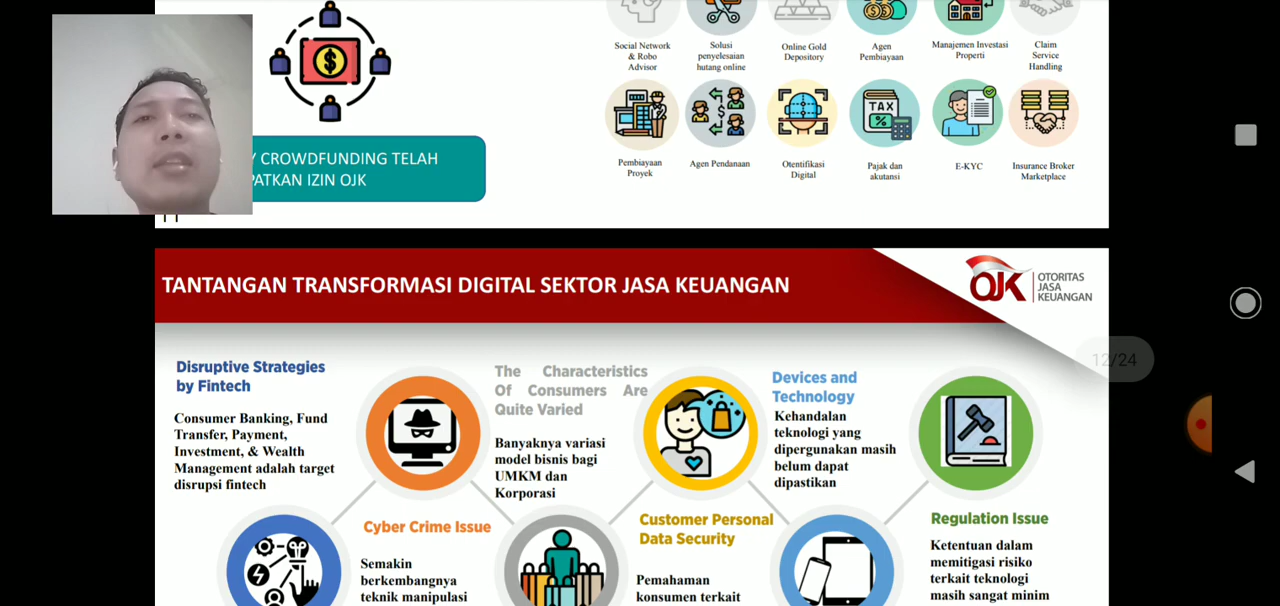 Social Network
& Robo
Advisor
Solusi
penyelesaian
hutang online
Online Gold
Depository
Agen
Pembiayaan
Manajemen Investasi
Properti
Claim
Service
Handling
CROWDFUNDING TELAH
IZIN OJK
TAX
%
Pembiayaan
Proyek
Agen Pendanaan
Otentifikasi
Digital
Pajak dan
akutansi
E-KYC
Insurance Broker
Marketplace
TANTANGAN TRANSFORMASI DIGITAL SEKTOR JASA KEUANGAN
OJK
OTORITAS
JASA
KEUANGAN
12/24
Disruptive Strategies
by Fintech
Consumer Banking, Fund
Transfer, Payment,
Investment, & Wealth
Management adalah target
disrupsi fintech
The Characteristics
Of Consumers Are
Quite Varied
Banyaknya variasi
model bisnis bagi
UMKM dan
Korporasi
Devices and
Technology
Kehandalan
teknologi yang
dipergunakan masih
belum dapat
dipastikan
Cyber Crime Issue
Semakin
berkembangnya
teknik manipulasi
Customer Personal
Data Security
Pemahaman
konsumen terkait
Regulation Issue
Ketentuan dalam
memitigasi risiko
terkait teknologi
masih sangat minim